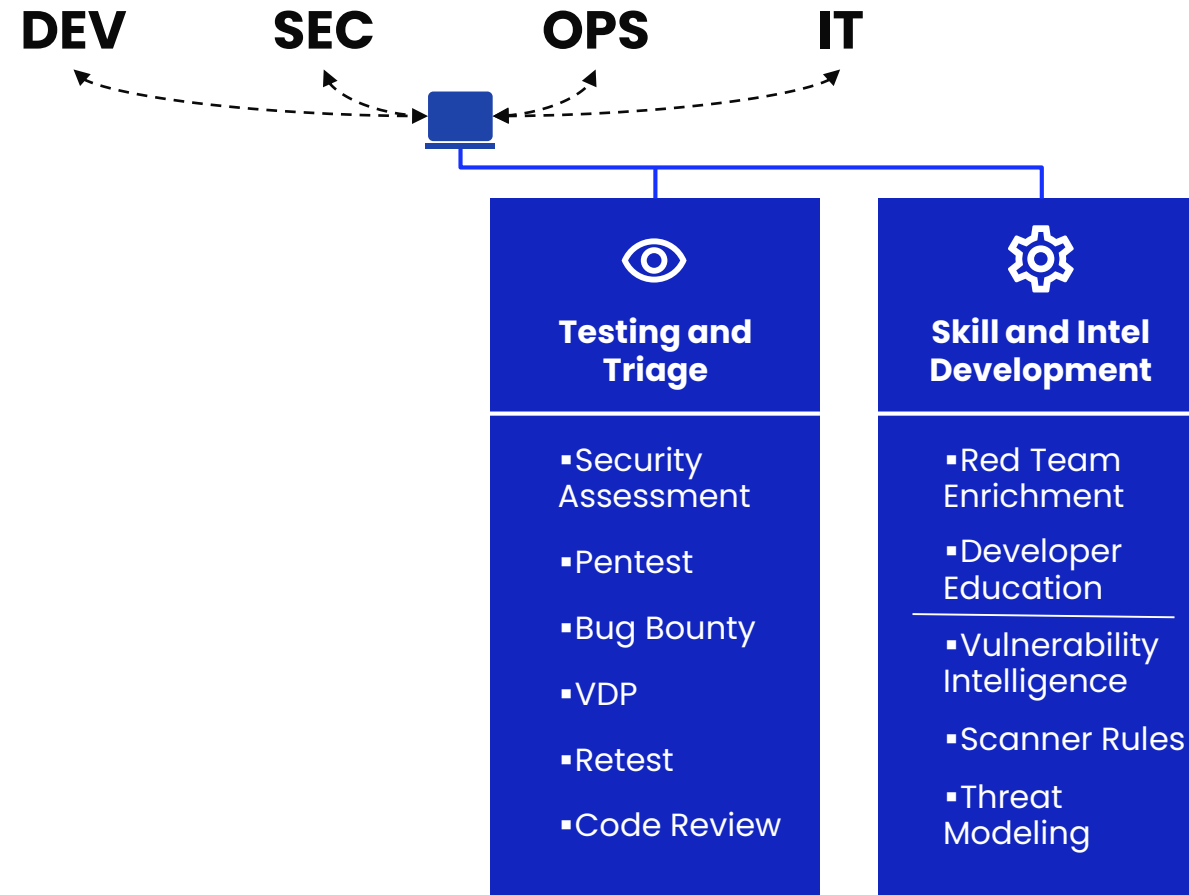 DEV SEC OPS IT
Testing and
Triage
▪Security
Assessment
▪Pentest
▪Bug Bounty
▪VDP
▪Retest
▪Code Review
Skill and Intel
Development
▪Red Team
Enrichment
▪Developer
Education
▪Vulnerability
Intelligence
▪Scanner Rules
▪Threat
Modeling